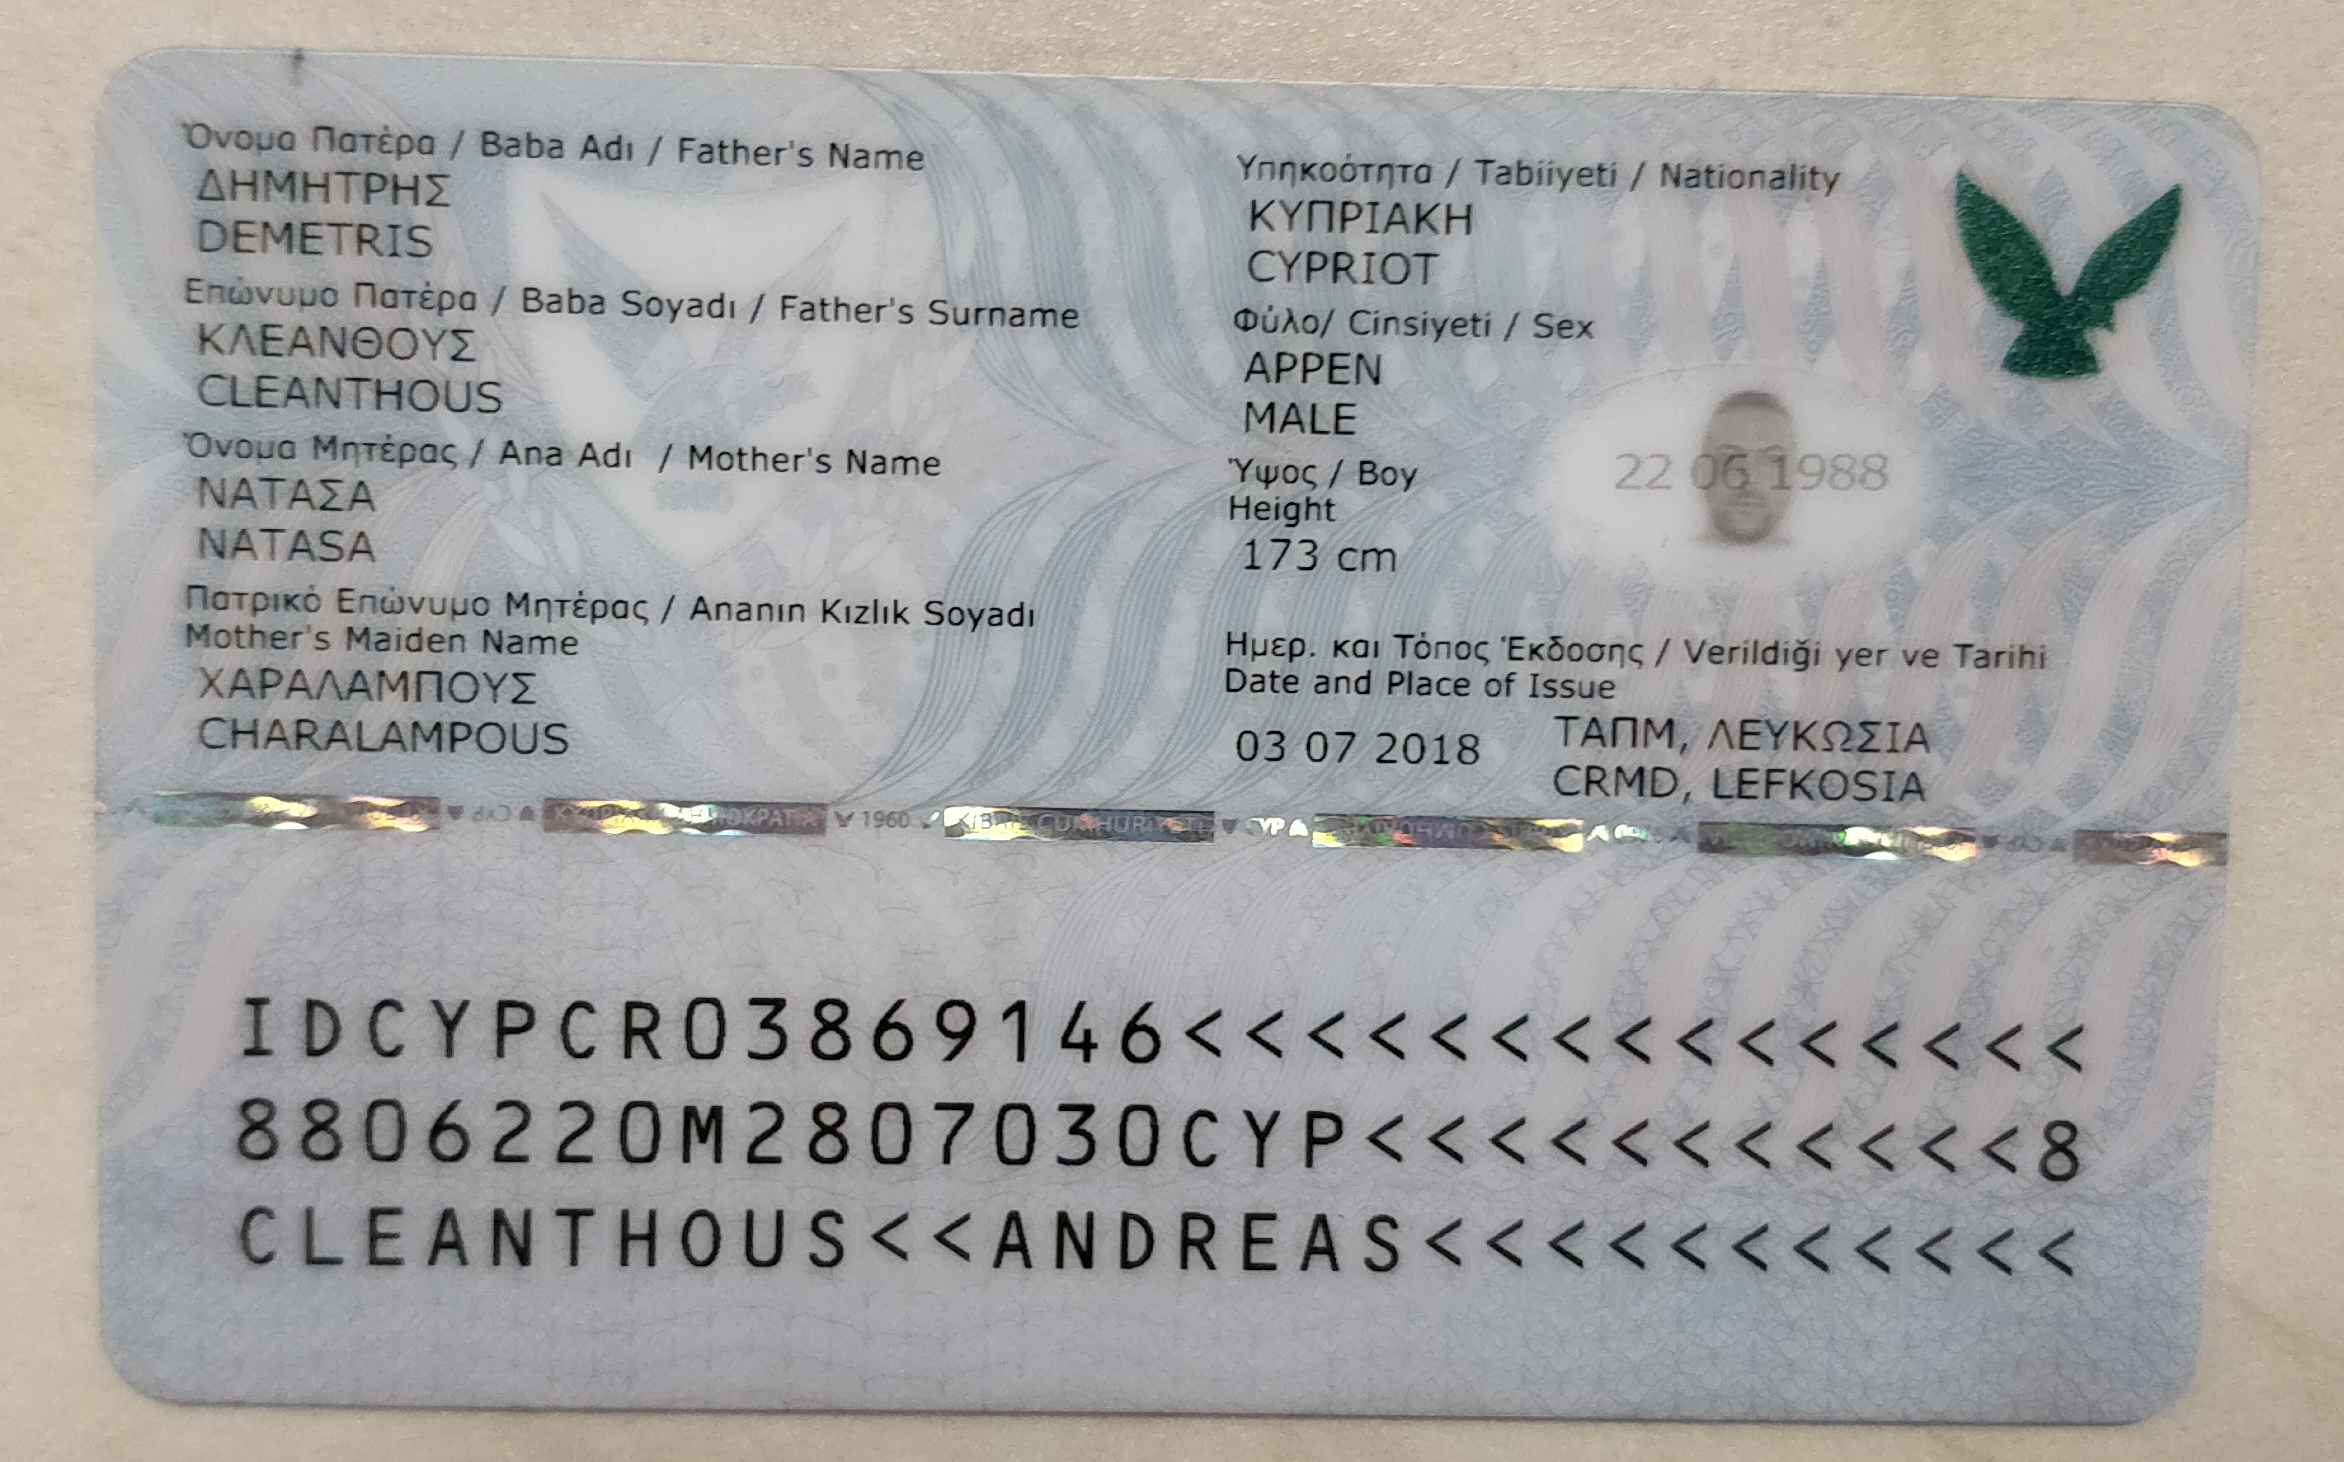 Όνομα Πατέρα / Baba Adı / Father's Name
ΔΗΜΗΤΡΗΣ
DEMETRIS
Επώνυμο Πατέρα / Baba Soyadı / Father's Surname
ΚΛΕΑΝΘΟΥΣ
CLEANTHOUS
Όνομα Μητέρας / Ana Adı / Mother's Name
ΝΑΤΑΣΑ
NATASA
Πατρικό Επώνυμο Μητέρας / Ananın Kızlık Soyadı
Mother's Maiden Name
ΧΑΡΑΛΑΜΠΟΥΣ
CHARALAMPOUS
Υπηκοότητα / Tabiiyeti / Nationality
ΚΥΠΡΙΑΚΗ
CYPRIOT
Φύλο/ Cinsiyeti / Sex
ΑΡΡΕΝ
MALE
Ύψος / Boy
Height
173 cm
22 06 1988
Ημερ. και Τόπος Έκδοσης / Verildiği yer ve Tarihi
Date and Place of Issue
03 07 2018
ΤΑΠΜ, ΛΕΥΚΩΣΙΑ
CRMD, LEFKOSIA
1960
IDCYPCR03869146<<<<<<<<<<<<<<<
8806220M2807030CYP<<<<<<<<<<<8
CLEANTHOUS<<ANDREAS<<<<<<<<<<<